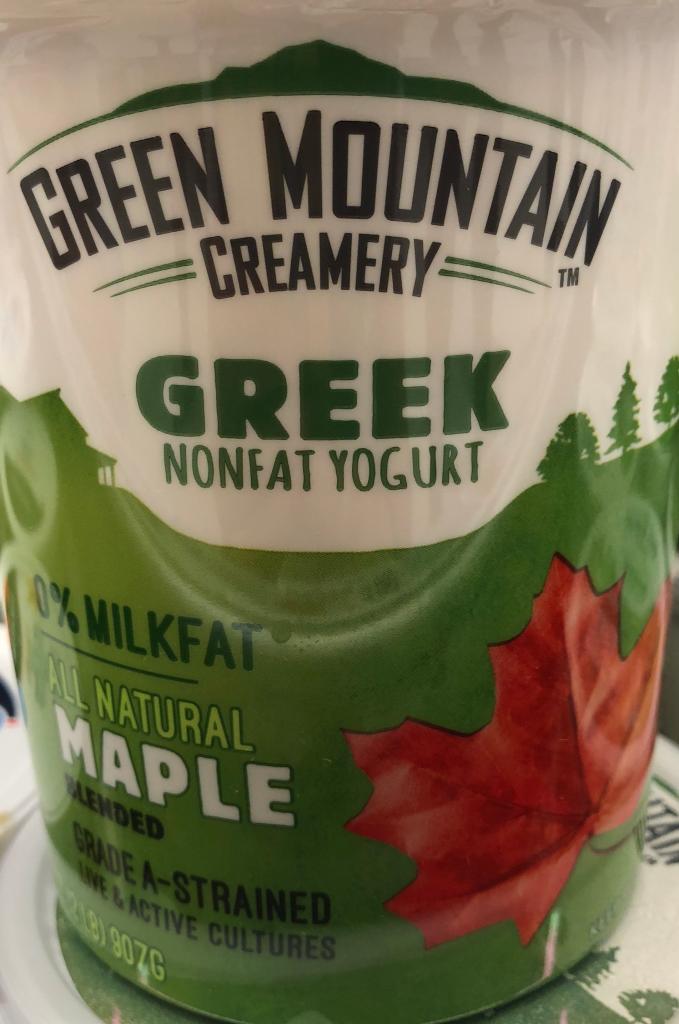 GREEN MOUNTAIN
CREAMERY TM
GREEK
NONFAT YOGURT
0% MILKFAT
ALL NATURAL
MAPLE
BLENDED
GRADE A-STRAINED
LIVE & ACTIVE CULTURES
907G